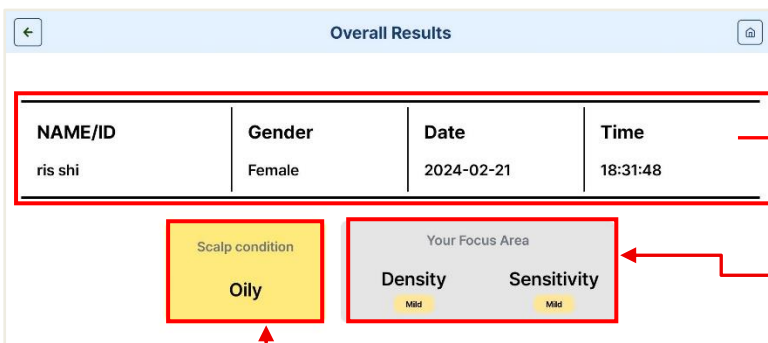 Overall Results
NAME/ID Gender Date Time
ris shi Female 2024-02-21 18:31:48
Scalp condition
Oily
Your Focus Area
Density Sensitivity
Mild Mild